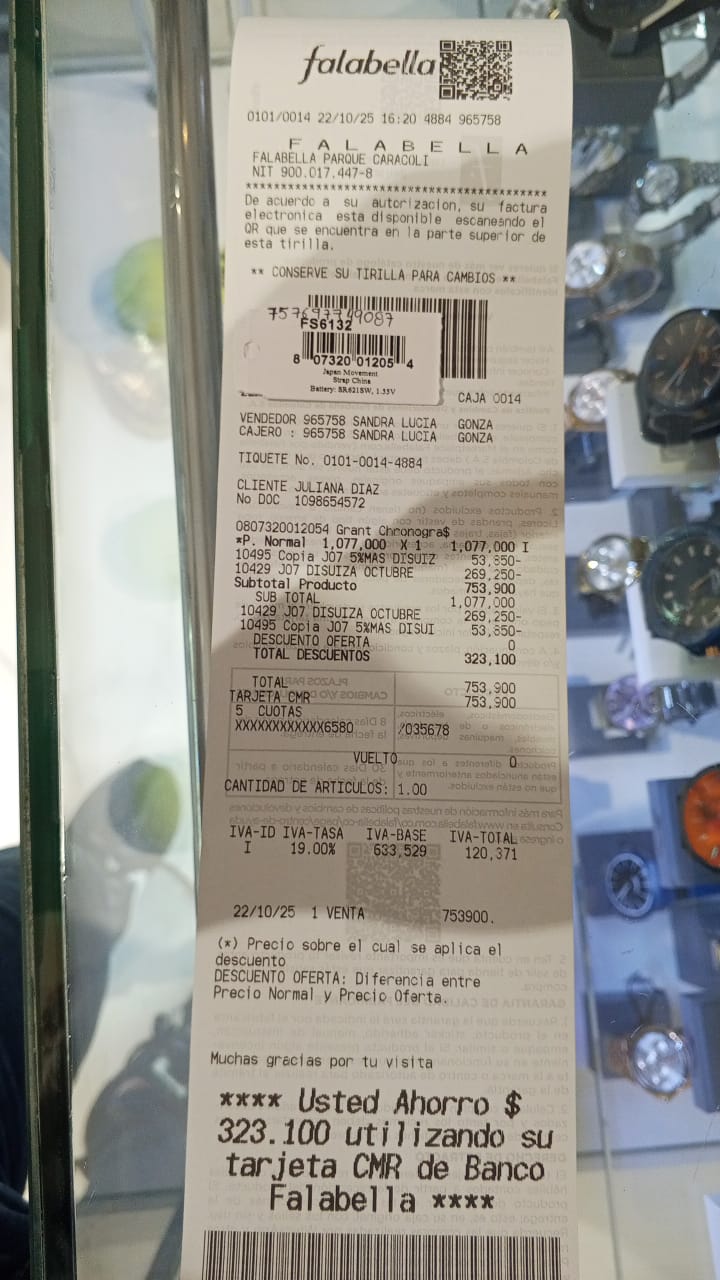 falabella
0101/0014 22/10/25 16:20 4884 965758
F A L A B E L L A
FALABELLA PARQUE CARACOLI
NIT 900.017.447-8
******************************************
De acuerdo a su autorizacion, su factura
electronica esta disponible escaneando el
QR que se encuentra en la parte superior de
esta tirilla.
** CONSERVE SU TIRILLA PARA CAMBIOS **
FS6132
8 07320 01205 4
Japan Movement
Strap China
Battery: SR621SW, 1.55V
CAJA 0014
VENDEDOR 965758 SANDRA LUCIA GONZA
CAJERO : 965758 SANDRA LUCIA GONZA
TIQUETE No. 0101-0014-4884
CLIENTE JULIANA DIAZ
No DOC 1098654572
0807320012054 Grant Chronogra$
*P. Normal 1,077,000 X 1 1,077,000 I
10495 Copia J07 5%MAS DISUIZ 53,850-
10429 J07 DISUIZA OCTUBRE 269,250-
Subtotal Producto 753,900
SUB TOTAL 1,077,000
10429 J07 DISUIZA OCTUBRE 269,250-
10495 Copia J07 5%MAS DISUI 53,850-
DESCUENTO OFERTA 0
TOTAL DESCUENTOS 323,100
TOTAL 753,900
TARJETA CMR 753,900
5 CUOTAS
XXXXXXXXXXXX6580 /035678
VUELTO 0
CANTIDAD DE ARTICULOS: 1.00
IVA-ID IVA-TASA IVA-BASE IVA-TOTAL
I 19.00% 633,529 120,371
22/10/25 1 VENTA 753900.
(*) Precio sobre el cual se aplica el
descuento
DESCUENTO OFERTA: Diferencia entre
Precio Normal y Precio Oferta.
Muchas gracias por tu visita
**** Usted Ahorro $
323.100 utilizando su
tarjeta CMR de Banco
Falabella ****